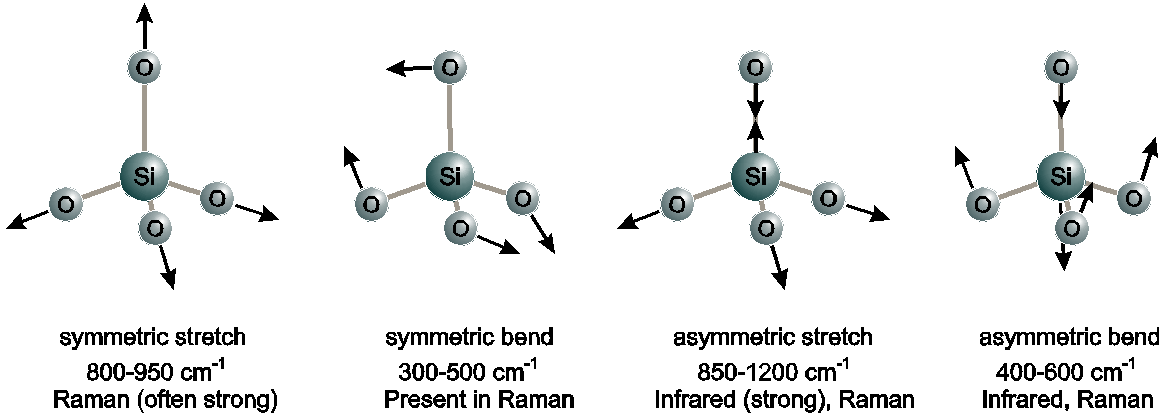 O
Si
O
O
O
symmetric stretch
800-950 cm-1
Raman (often strong)
O
Si
O
O
O
symmetric bend
300-500 cm-1
Present in Raman
O
Si
O
O
O
asymmetric stretch
850-1200 cm-1
Infrared (strong), Raman
O
Si
O
O
O
asymmetric bend
400-600 cm-1
Infrared, Raman